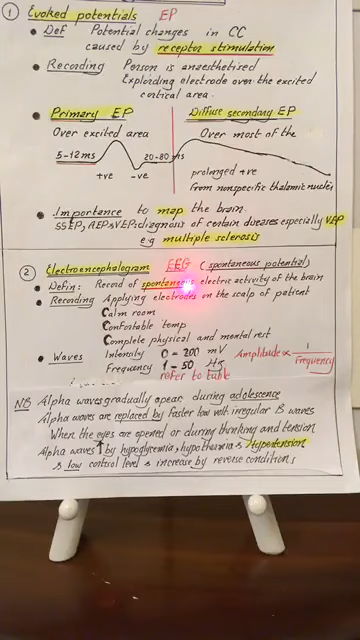 ① Evoked potentials EP
• Def Potential changes in CC
caused by receptor stimulation
• Recording Person is anaesthetised
Exploring electrode over the excited
cortical area.
• Primary EP Diffuse secondary EP
Over excited area Over most of the
5-12 ms 20-80 ms
+ve -ve prolonged +ve
From nonspecific thalamic nuclei
• Importance to map the brain.
SSEP, AEP & VEP: diagnosis of certain diseases especially VEP
e.g multiple sclerosis
② Electroencephalogram EEG (spontaneous potential)
• Defin: Record of spontaneous electric activity of the brain
• Recording Applying electrodes on the scalp of patient
Calm room
Confortable temp
Complete physical and mental rest
• Waves Intensity 0-200 mV Amplitude ∝ 1/Frequency
Frequency 1-50 Hz
refer to table
NB Alpha waves gradually apear during adolescence
Alpha waves are replaced by faster low volt irregular B waves
When the eyes are opened or during thinking and tension
Alpha waves ↑ by hypoglycemia, hypothermia & Hypertension
& low cortisol level & increase by reverse conditions